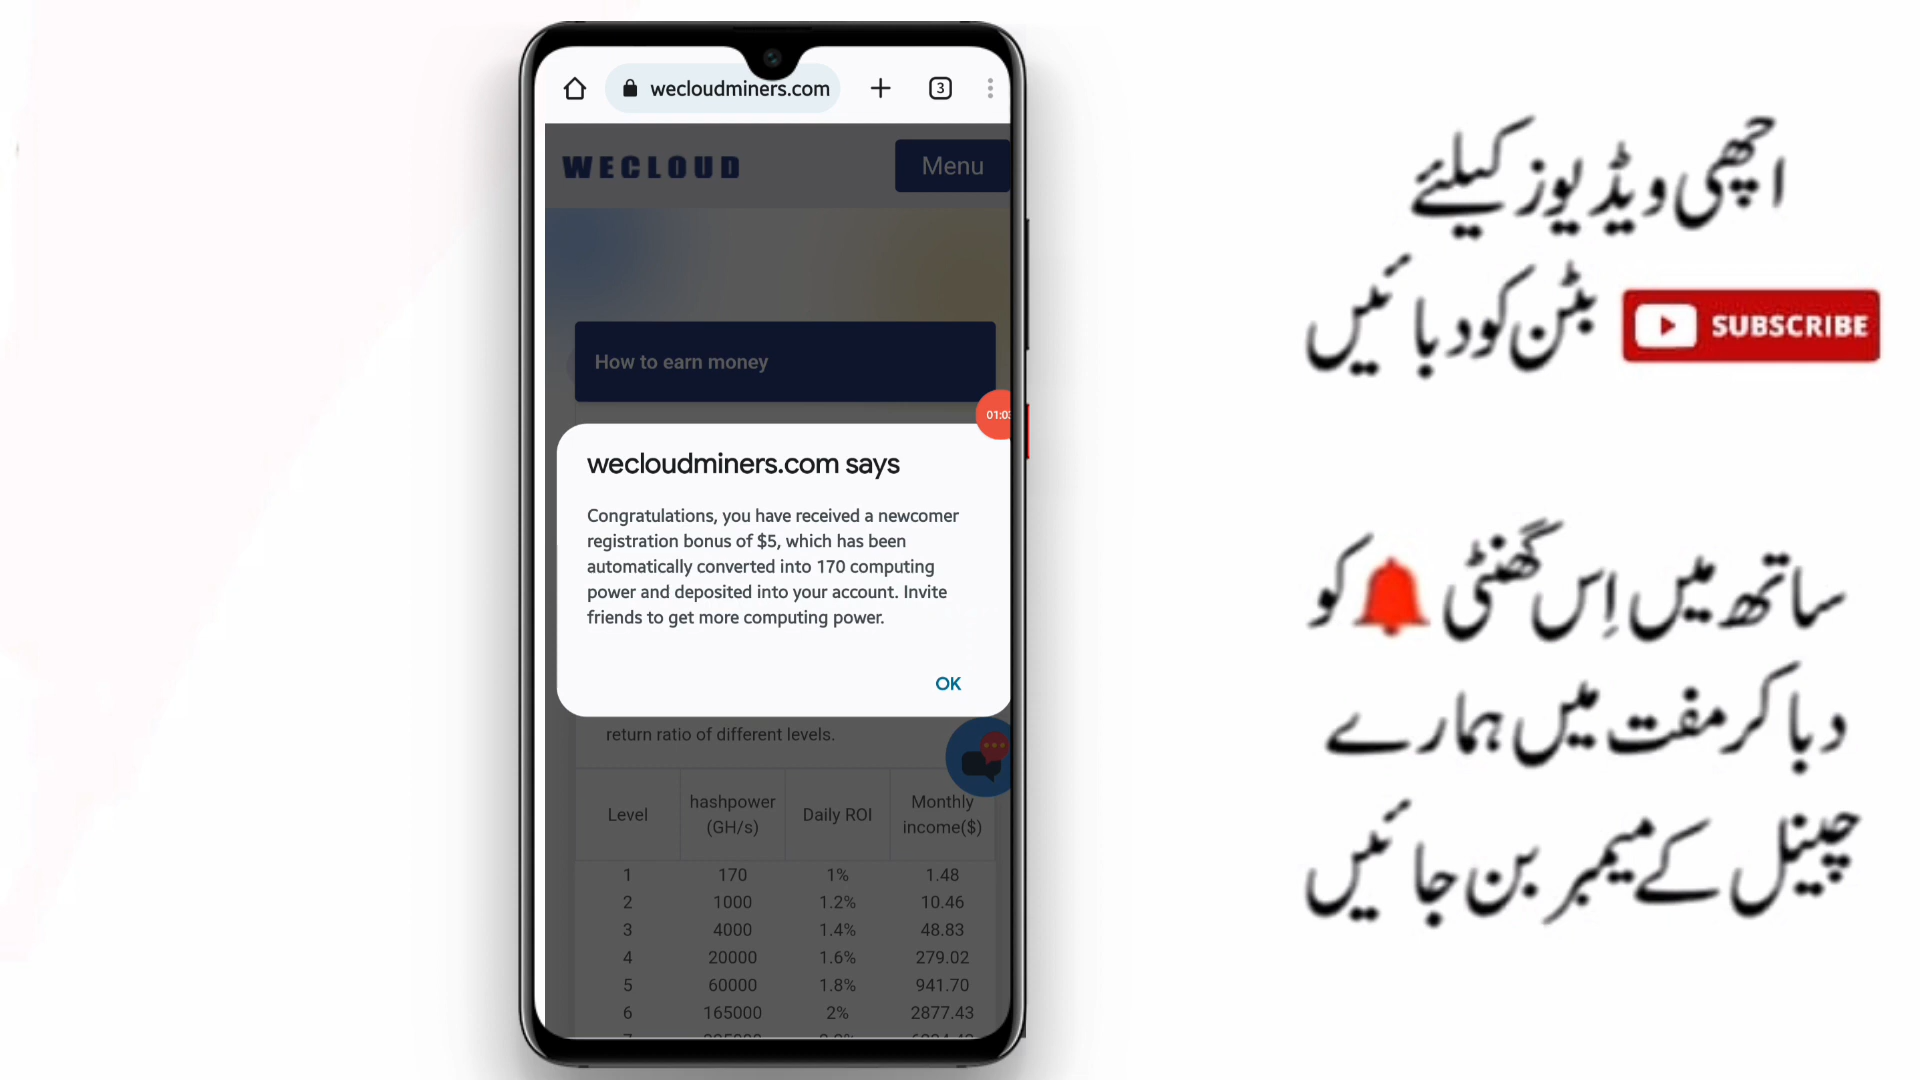 wecloudminers.com
3
WECLOUD
Menu
How to earn money
01:03
wecloudminers.com says
Congratulations, you have received a newcomer
registration bonus of $5, which has been
automatically converted into 170 computing
power and deposited into your account. Invite
friends to get more computing power.
OK
return ratio of different levels.
Level hashpower (GH/s) Daily ROI Monthly income($)
1 170 1% 1.48
2 1000 1.2% 10.46
3 4000 1.4% 48.83
4 20000 1.6% 279.02
5 60000 1.8% 941.70
6 165000 2% 2877.43
اچھی ویڈیوز کیلئے
SUBSCRIBE بٹن کو دبائیں
ساتھ میں اِس گھنٹی کو
دبا کر مفت میں ہمارے
چینل کے میمبر بن جائیں